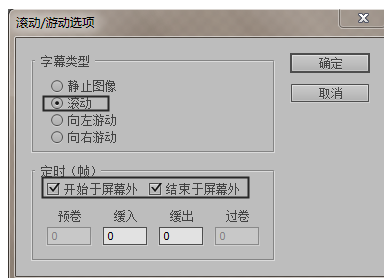 滚动/游动选项
字幕类型
静止图像
滚动
向左游动
向右游动
确定
取消
定时（帧）
开始于屏幕外 结束于屏幕外
预卷 缓入 缓出 过卷
0 0 0 0